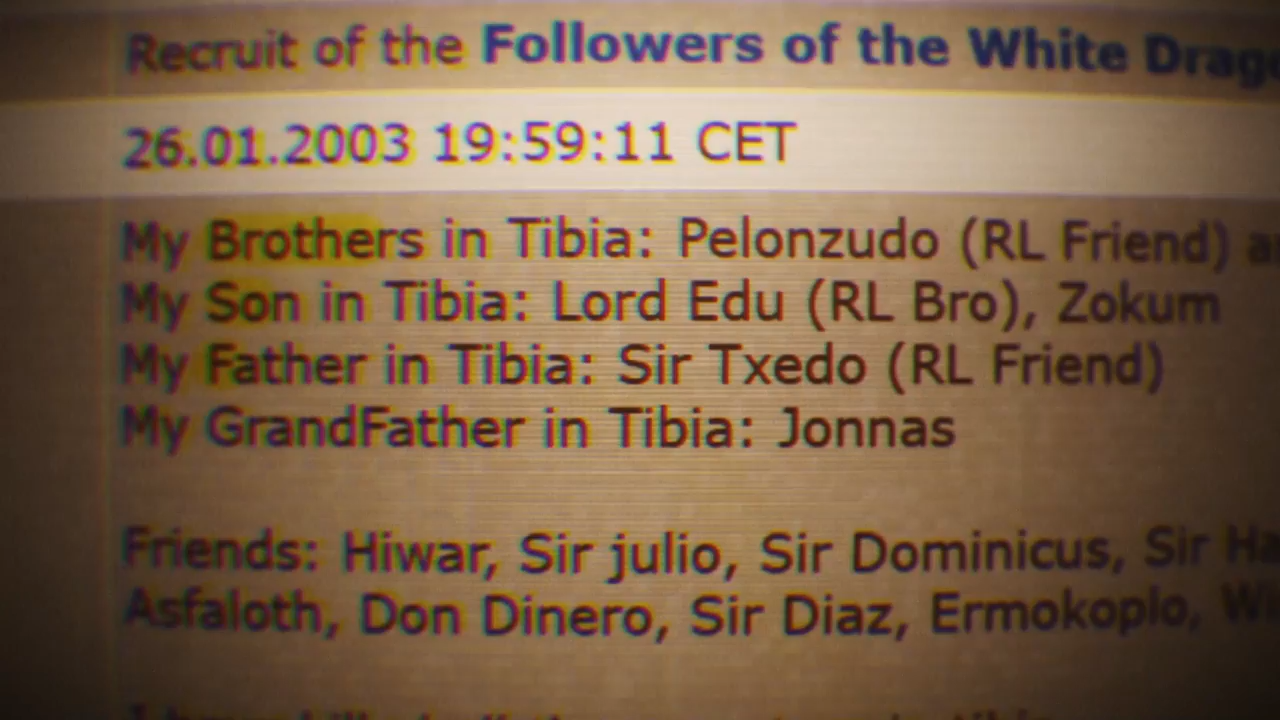 Recruit of the Followers of the White
26.01.2003 19:59:11 CET
My Brothers in Tibia: Pelonzudo (RL Friend)
My Son in Tibia: Lord Edu (RL Bro), Zokum
My Father in Tibia: Sir Txedo (RL Friend)
My GrandFather in Tibia: Jonnas
Friends: Hiwar, Sir julio, Sir Dominicus, Sir
Asfaloth, Don Dinero, Sir Diaz, Ermokoplo,